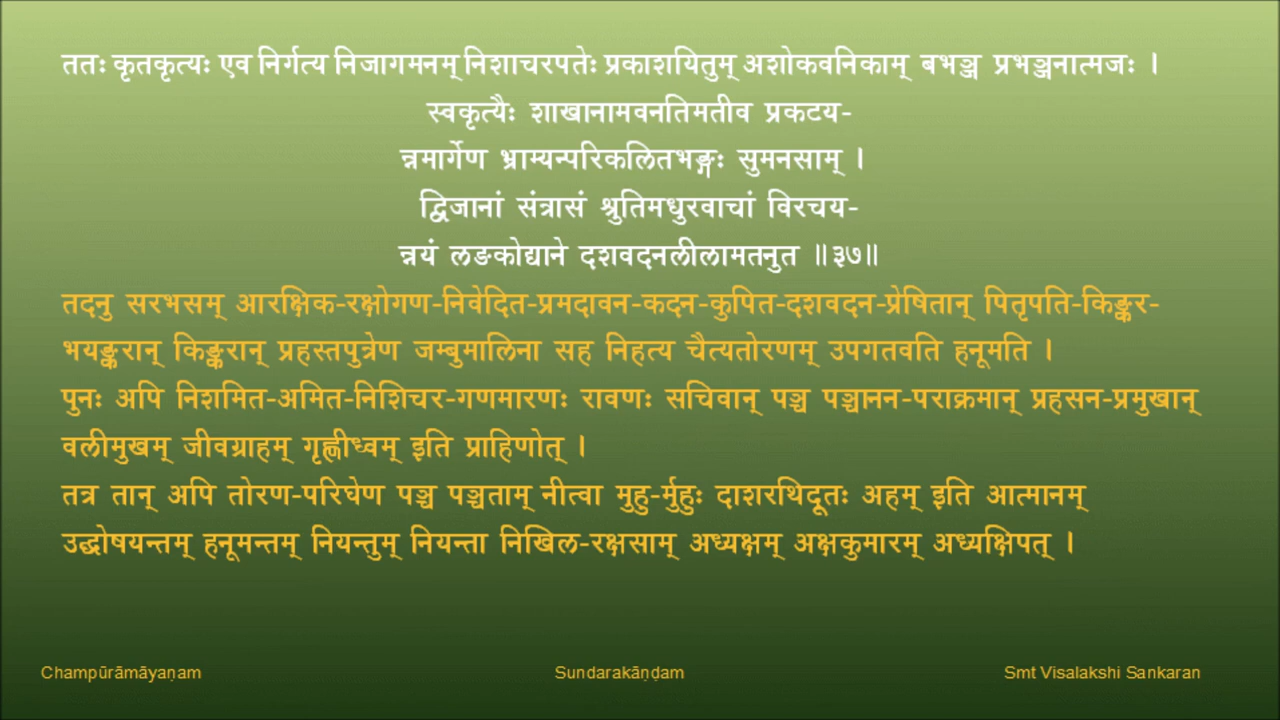 ततः कृतकृत्यः एव निर्गत्य निजागमनम् निशाचरपतेः प्रकाशयितुम् अशोकवनिकाम् बभञ्ज प्रभञ्जनात्मजः ।
स्वकृत्यैः शाखानामवनतिमतीव प्रकटय-
न्नमार्गेण भ्राम्यन्परिकलितभङ्गः सुमनसाम् ।
द्विजानां संत्रासं श्रुतिमधुरवाचां विरचय-
न्नयं लङकोद्याने दशवदनलीलामतनुत ॥३७॥
तदनु सरभसम् आरक्षिक-रक्षोगण-निवेदित-प्रमदावन-कदन-कुपित-दशवदन-प्रेषितान् पितृपति-किङ्कर-
भयङ्करान् किङ्करान् प्रहस्तपुत्रेण जम्बुमालिना सह निहत्य चैत्यतोरणम् उपगतवति हनूमति ।
पुनः अपि निशमित-अमित-निशिचर-गणमारणः रावणः सचिवान् पञ्च पञ्चानन-पराक्रमान् प्रहसन-प्रमुखान्
वलीमुखम् जीवग्राहम् गृह्णीध्वम् इति प्राहिणोत् ।
तत्र तान् अपि तोरण-परिघेण पञ्च पञ्चताम् नीत्वा मुहु-र्मुहुः दाशरथिदूतः अहम् इति आत्मानम्
उद्घोषयन्तम् हनूमन्तम् नियन्तुम् नियन्ता निखिल-रक्षसाम् अध्यक्षम् अक्षकुमारम् अध्यक्षिपत् ।
Champūrāmāyaṇam Sundarakāṇḍam Smt Visalakshi Sankaran